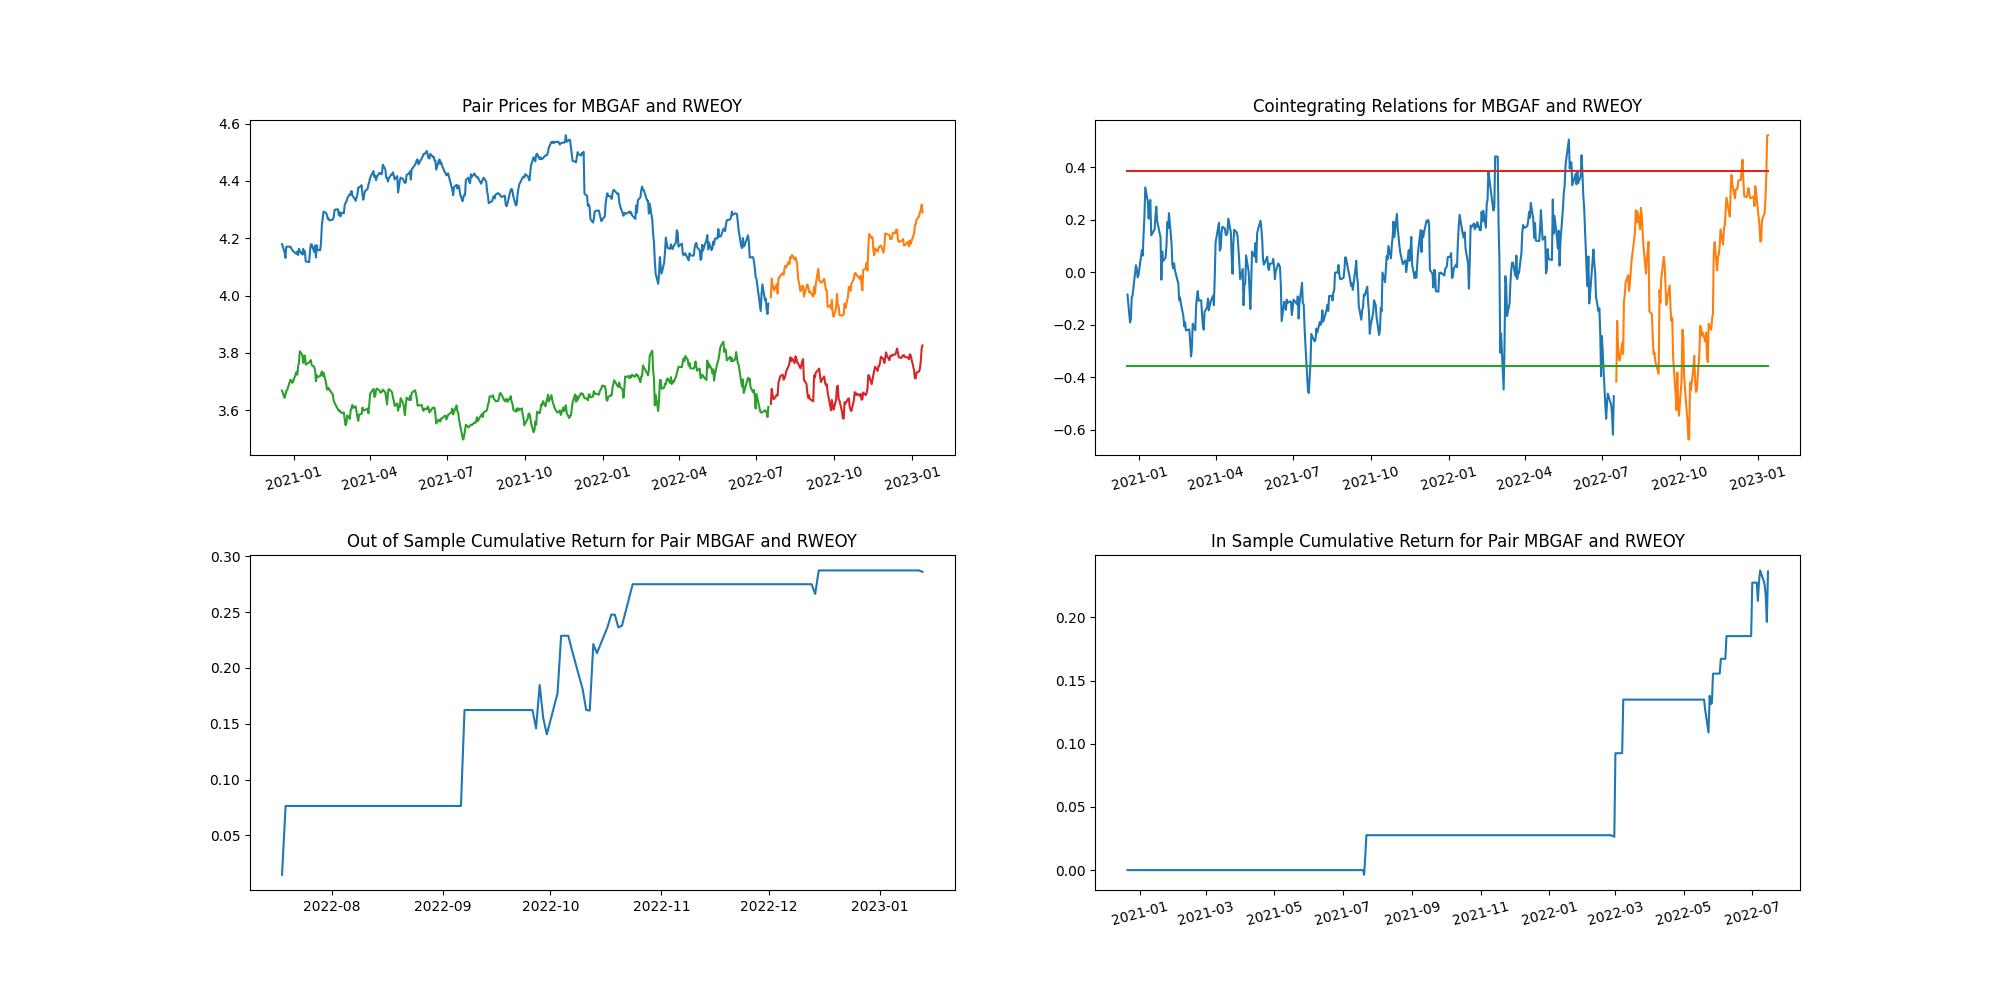 Pair Prices for MBGAF and RWEOY
4.6
4.4
4.2
4.0
3.8
3.6
2021-01 2021-04 2021-07 2021-10 2022-01 2022-04 2022-07 2022-10 2023-01
Cointegrating Relations for MBGAF and RWEOY
0.4
0.2
0.0
−0.2
−0.4
−0.6
2021-01 2021-04 2021-07 2021-10 2022-01 2022-04 2022-07 2022-10 2023-01
Out of Sample Cumulative Return for Pair MBGAF and RWEOY
0.30
0.25
0.20
0.15
0.10
0.05
2022-08 2022-09 2022-10 2022-11 2022-12 2023-01
In Sample Cumulative Return for Pair MBGAF and RWEOY
0.20
0.15
0.10
0.05
0.00
2021-01 2021-03 2021-05 2021-07 2021-09 2021-11 2022-01 2022-03 2022-05 2022-07